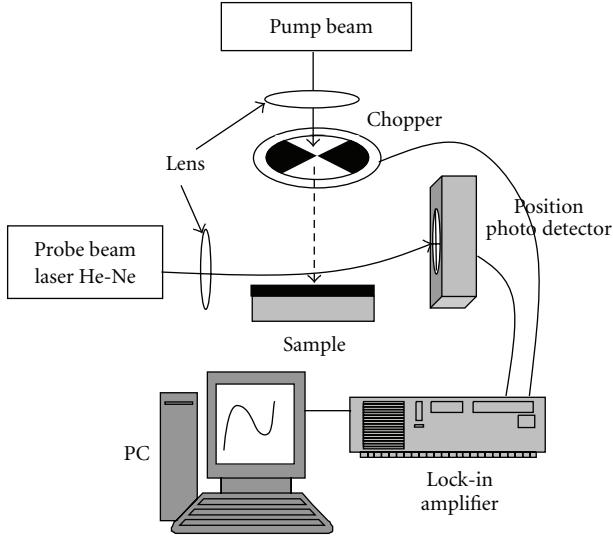 Pump beam
Chopper
Lens
Position
photo detector
Probe beam
laser He-Ne
Sample
PC
Lock-in
amplifier